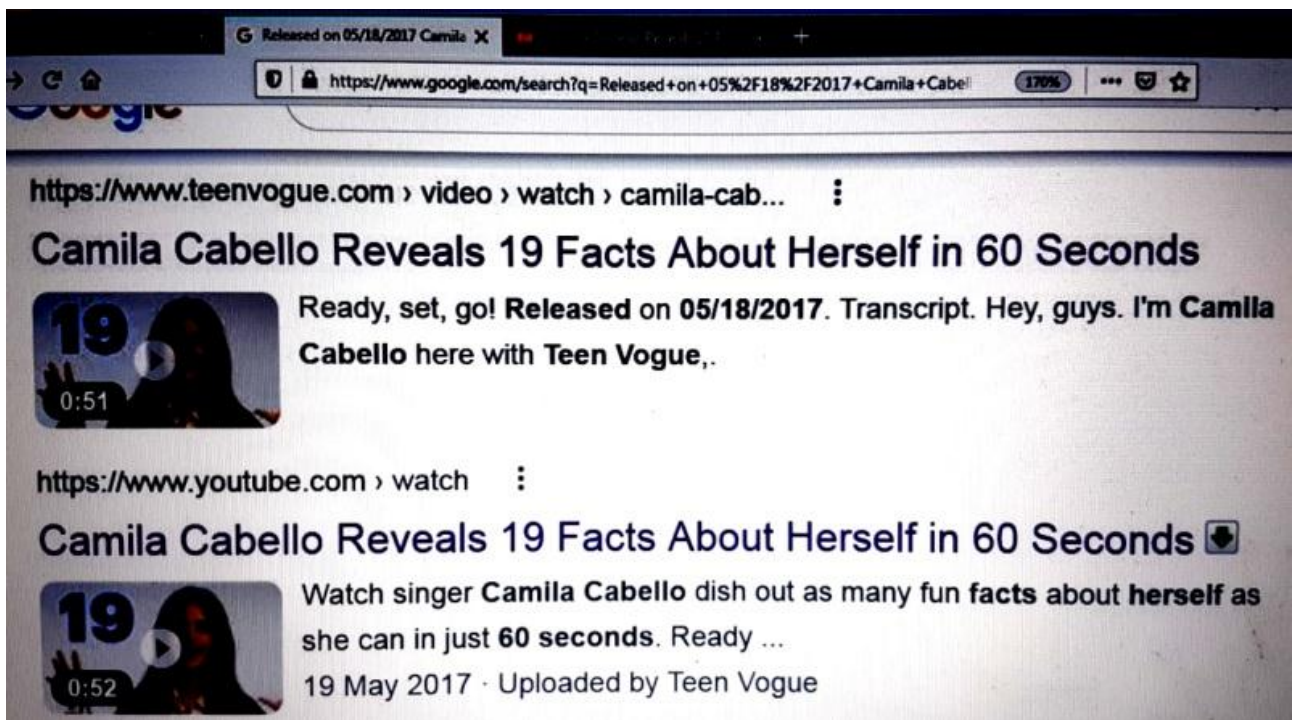 G Released on 05/18/2017 Camila X
https://www.google.com/search?q=Released+on+05%2F18%2F2017+Camila+Cabel 170%
Google
https://www.teenvogue.com › video › watch › camila-cab...
Camila Cabello Reveals 19 Facts About Herself in 60 Seconds
19
0:51
Ready, set, go! Released on 05/18/2017. Transcript. Hey, guys. I'm Camila
Cabello here with Teen Vogue,.
https://www.youtube.com › watch
Camila Cabello Reveals 19 Facts About Herself in 60 Seconds
19
0:52
Watch singer Camila Cabello dish out as many fun facts about herself as
she can in just 60 seconds. Ready ...
19 May 2017 · Uploaded by Teen Vogue